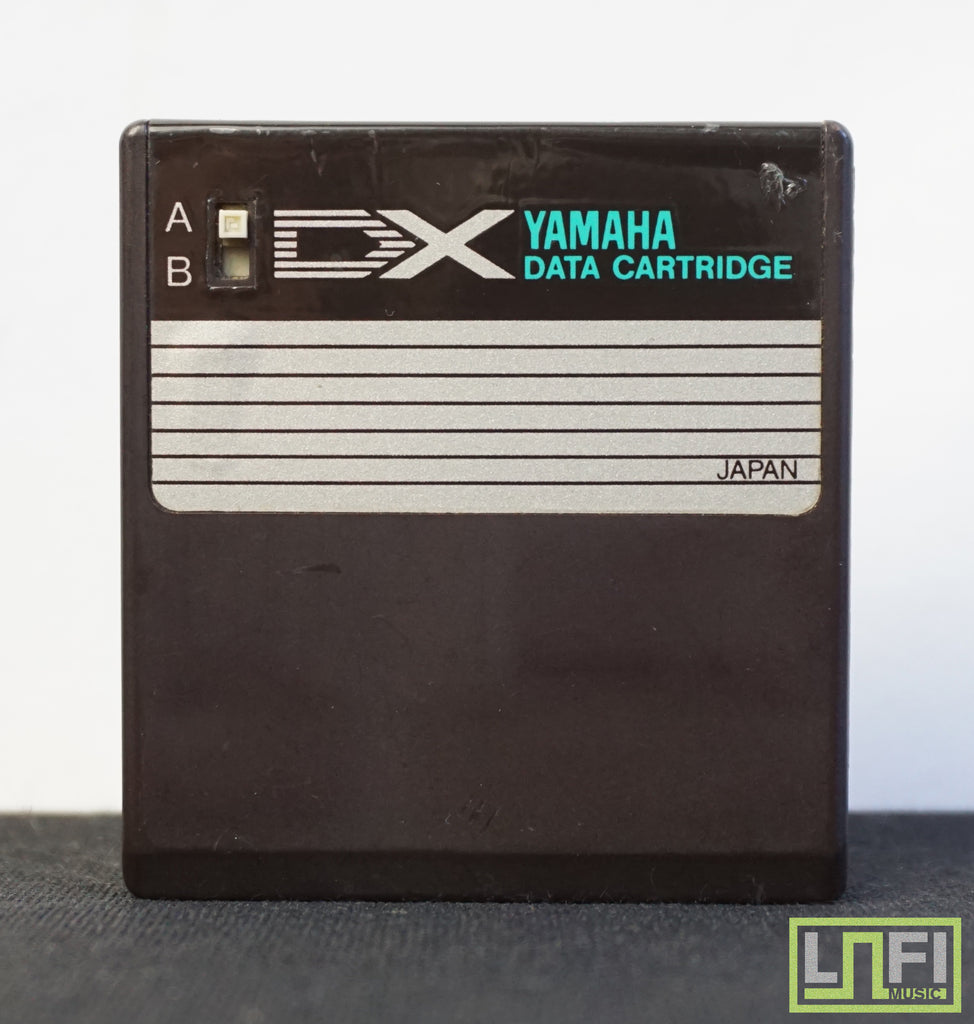 A
B
DX
YAMAHA
DATA CARTRIDGE
JAPAN
LNFI
MUSIC